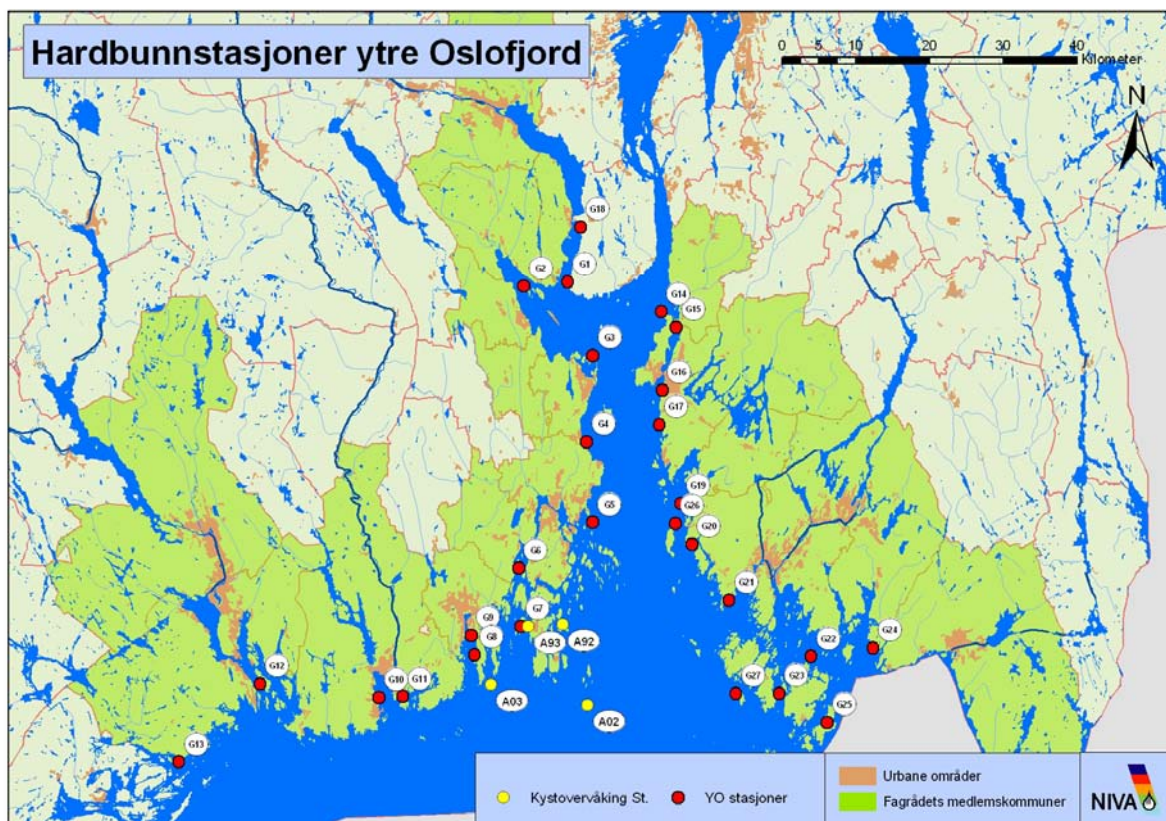 Hardbunnstasjoner ytre Oslofjord
0 5 10 20 30 40
Kilometer
N
G18
G2
G1
G14
G15
G3
G16
G17
G4
G19
G5
G26
G20
G6
G21
G7
G9
G8
A93
A92
G22
G24
G12
G10
G11
A03
G27
G23
A02
G25
G13
Kystovervåking St.
YO stasjoner
Urbane områder
Fagrådets medlemskommuner
NIVA